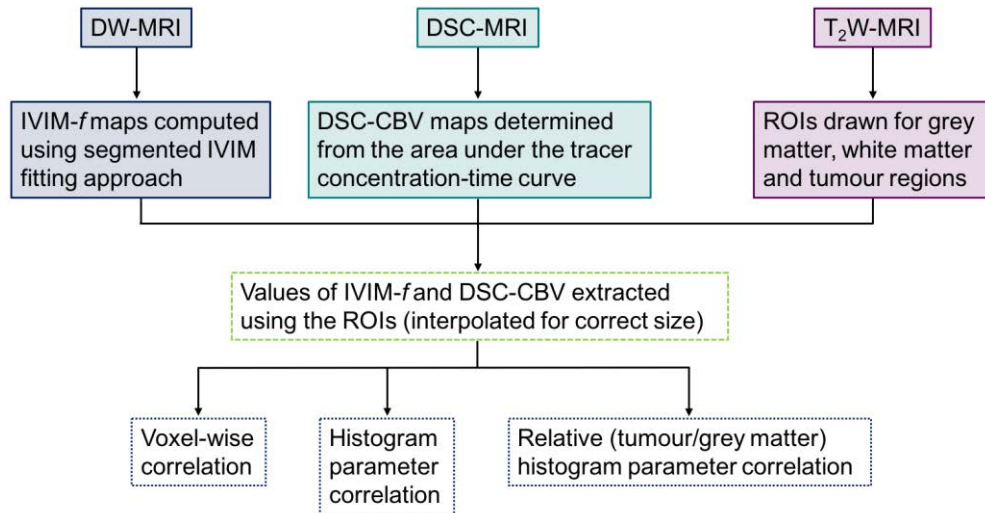 DW-MRI
DSC-MRI
T₂W-MRI
IVIM-f maps computed
using segmented IVIM
fitting approach
DSC-CBV maps determined
from the area under the tracer
concentration-time curve
ROIs drawn for grey
matter, white matter
and tumour regions
Values of IVIM-f and DSC-CBV extracted
using the ROIs (interpolated for correct size)
Voxel-wise
correlation
Histogram
parameter
correlation
Relative (tumour/grey matter)
histogram parameter correlation